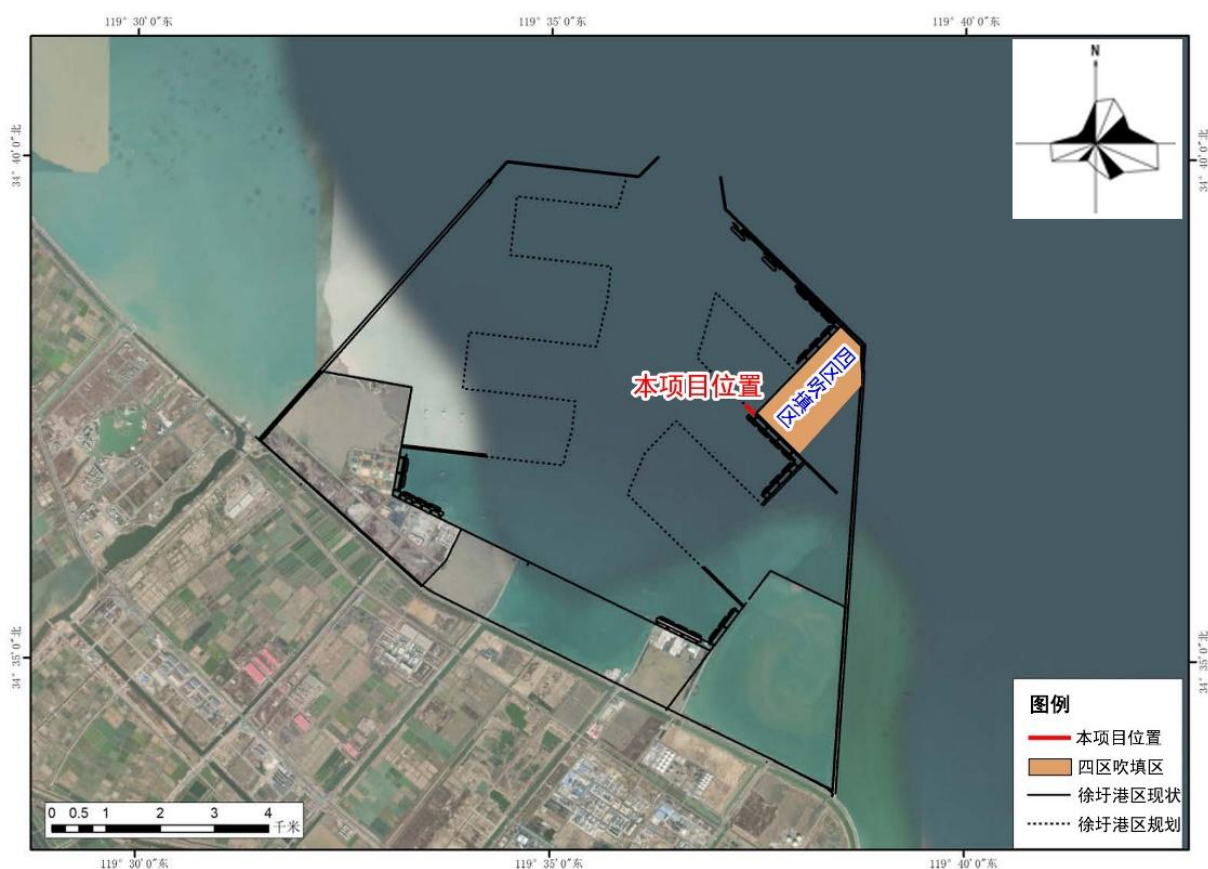 119° 30′ 0″东
119° 35′ 0″东
119° 40′ 0″东
N
34° 40′ 0″北
34° 40′ 0″北
四区吹填区
本项目位置
34° 35′ 0″北
34° 35′ 0″北
图例
本项目位置
四区吹填区
徐圩港区现状
徐圩港区规划
0 0.5 1 2 3 4
千米
119° 30′ 0″东
119° 35′ 0″东
119° 40′ 0″东